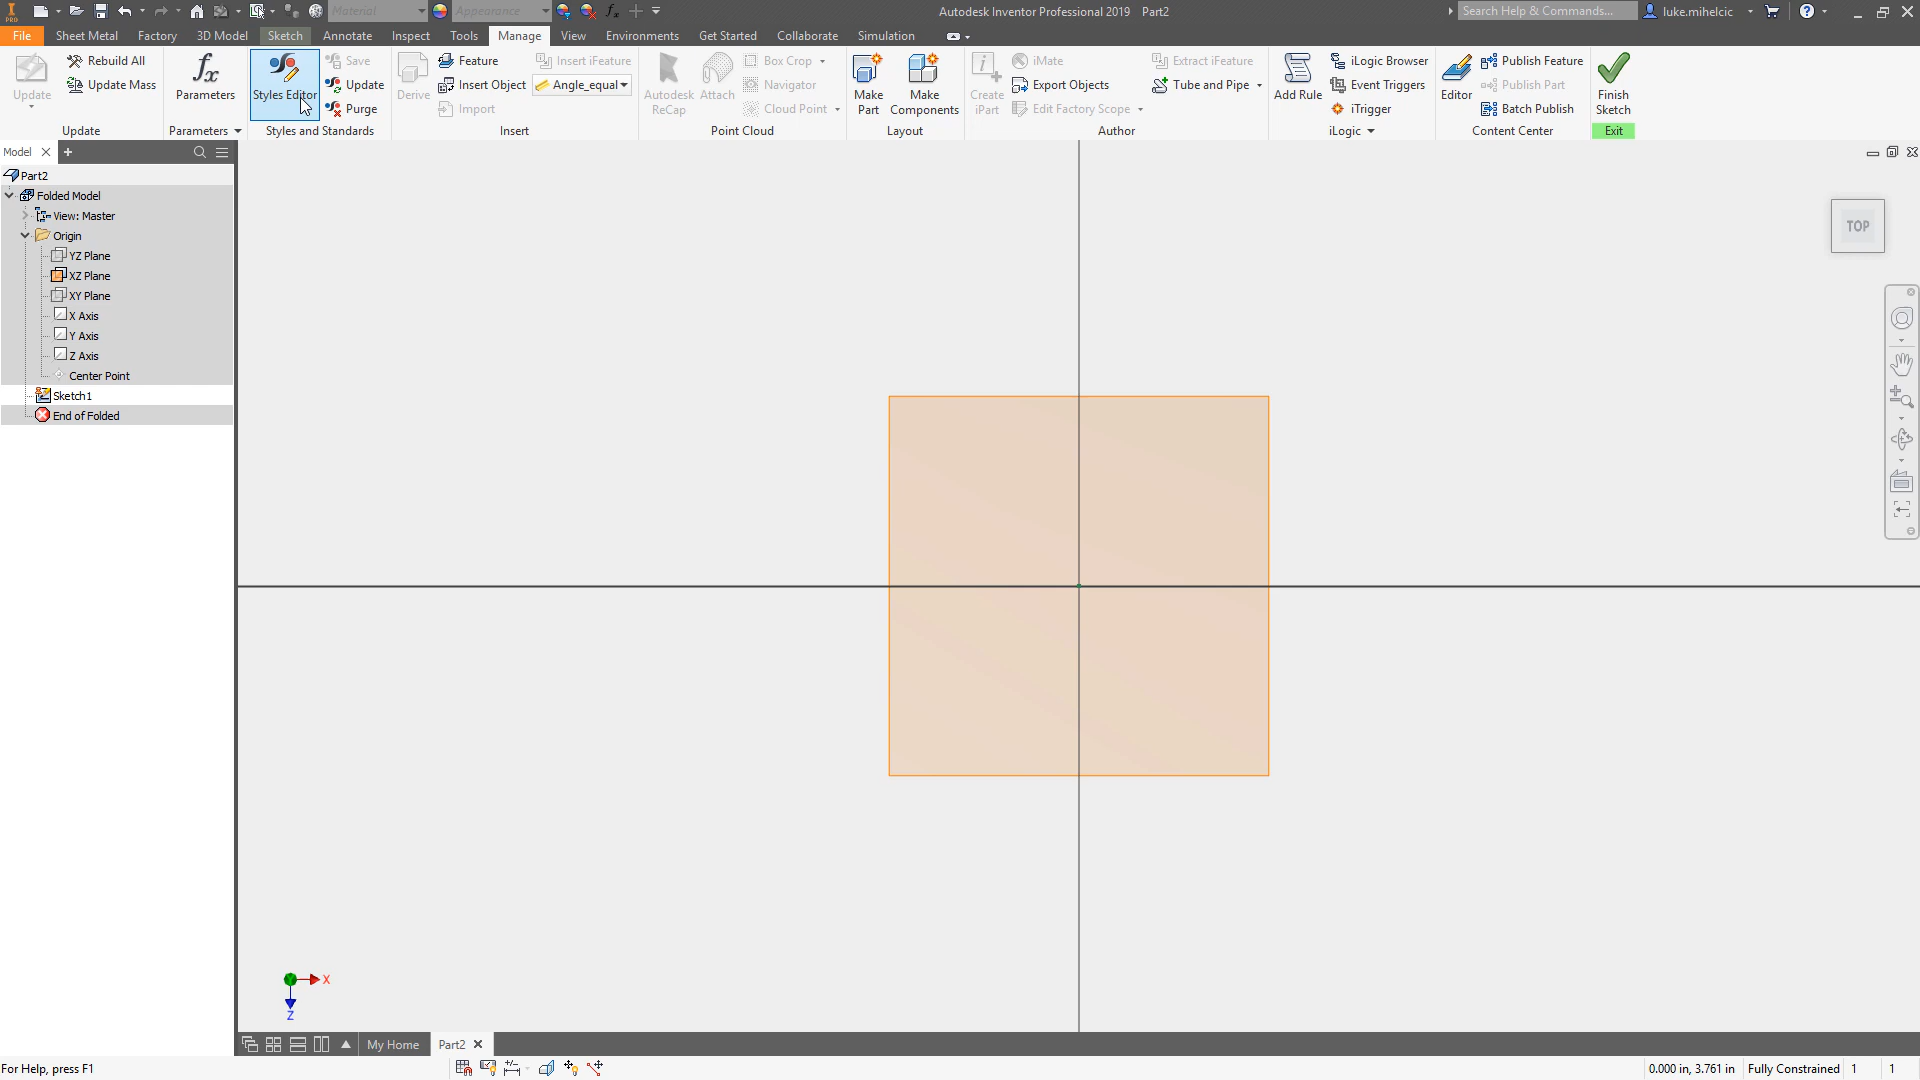 PRO Material Appearance fx Autodesk Inventor Professional 2019 Part2 Search Help & Commands... luke.mihelcic ?
File Sheet Metal Factory 3D Model Sketch Annotate Inspect Tools Manage View Environments Get Started Collaborate Simulation
Update
Rebuild All
Update Mass
Update
fx
Parameters
Parameters
Styles Editor
Save
Update
Purge
Styles and Standards
Derive
Feature
Insert Object
Import
Insert iFeature
Angle_equal
Insert
Autodesk
ReCap
Attach
Box Crop
Navigator
Cloud Point
Point Cloud
Make
Part
Make
Components
Layout
Create
iPart
iMate
Export Objects
Edit Factory Scope
Extract iFeature
Tube and Pipe
Author
Add Rule
iLogic Browser
Event Triggers
iTrigger
iLogic
Editor
Publish Feature
Publish Part
Batch Publish
Content Center
Finish
Sketch
Exit
Model
Part2
Folded Model
View: Master
Origin
YZ Plane
XZ Plane
XY Plane
X Axis
Y Axis
Z Axis
Center Point
Sketch1
End of Folded
TOP
X
Z
My Home Part2
For Help, press F1 0.000 in, 3.761 in Fully Constrained 1 1